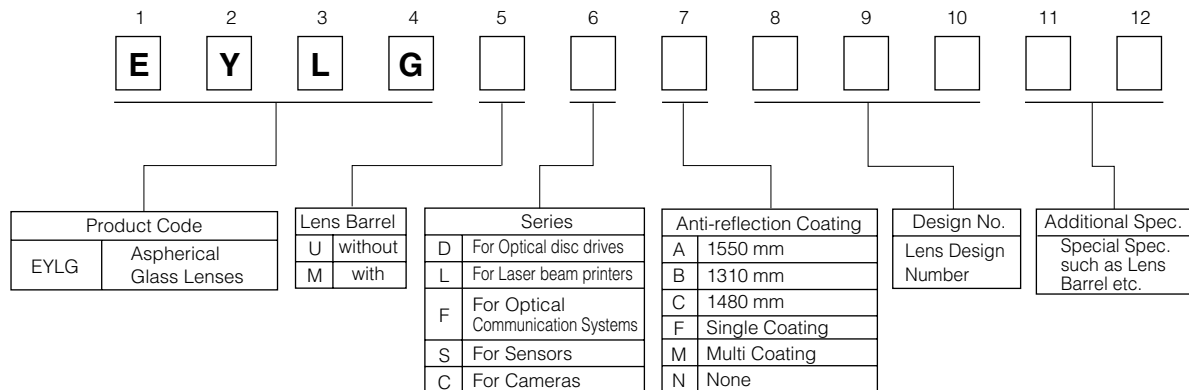 1 2 3 4 5 6 7 8 9 10 11 12
E Y L G
Product Code
EYLG Aspherical
Glass Lenses
Lens Barrel
U without
M with
Series
D For Optical disc drives
L For Laser beam printers
F For Optical
Communication Systems
S For Sensors
C For Cameras
Anti-reflection Coating
A 1550 mm
B 1310 mm
C 1480 mm
F Single Coating
M Multi Coating
N None
Design No.
Lens Design
Number
Additional Spec.
Special Spec.
such as Lens
Barrel etc.